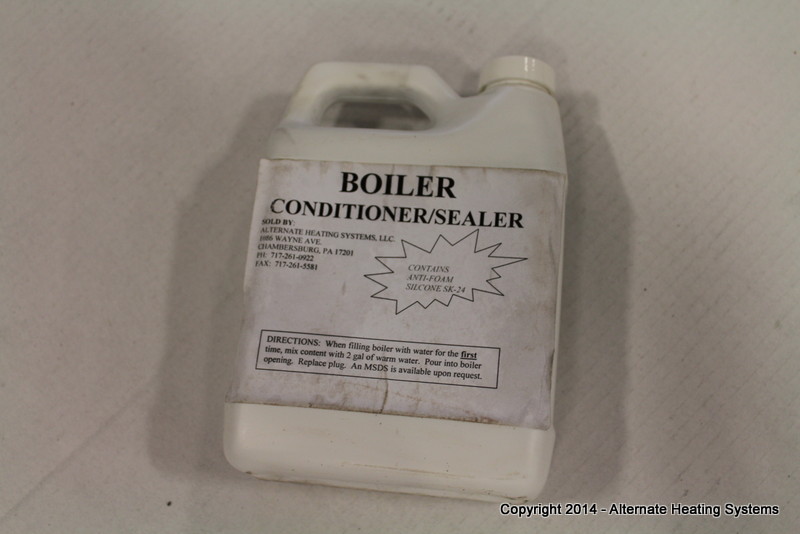 BOILER
CONDITIONER/SEALER
SOLD BY:
ALTERNATE HEATING SYSTEMS, LLC
1086 WAYNE AVE.
CHAMBERSBURG, PA 17201
PH: 717-261-0922
FAX: 717-261-5581
CONTAINS
ANTI-FOAM
SILCONE SK-24
DIRECTIONS: When filling boiler with water for the first
time, mix content with 2 gal of warm water. Pour into boiler
opening. Replace plug. An MSDS is available upon request.
Copyright 2014 - Alternate Heating Systems